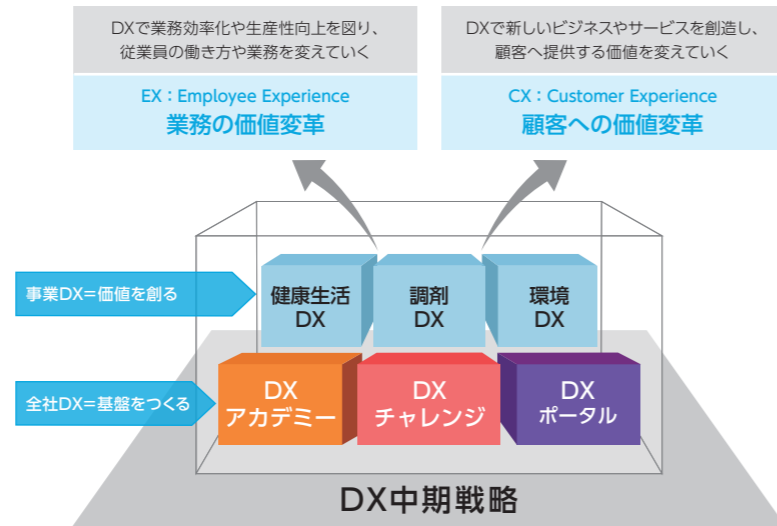 DXで業務効率化や生産性向上を図り、
従業員の働き方や業務を変えていく
EX：Employee Experience
業務の価値変革
DXで新しいビジネスやサービスを創造し、
顧客へ提供する価値を変えていく
CX：Customer Experience
顧客への価値変革
事業DX＝価値を創る
健康生活
DX
調剤
DX
環境
DX
全社DX＝基盤をつくる
DX
アカデミー
DX
チャレンジ
DX
ポータル
DX中期戦略